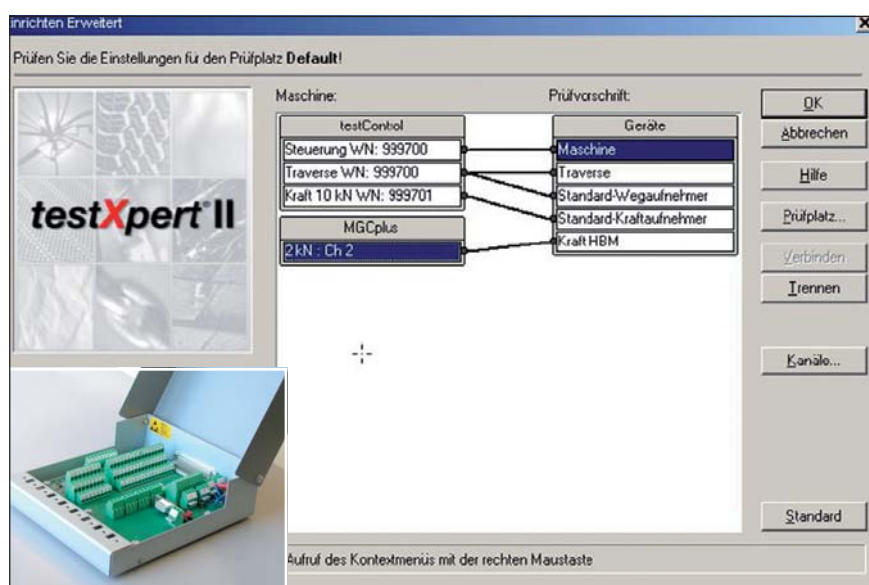 inrichten Erweitert
Prüfen Sie die Einstellungen für den Prüfplatz Default!
Maschine:
Prüfvorschrift:
testControl
Steuerung WN: 999700
Traverse WN: 999700
Kraft 10 kN WN: 999701
MGCplus
2 kN : Ch 2
Geräte
Maschine
Traverse
Standard-Wegaufnehmer
Standard-Kraftaufnehmer
Kraft HBM
testXpert® II
OK
Abbrechen
Hilfe
Prüfplatz...
Verbinden
Trennen
Kanäle...
Standard
Aufruf des Kontextmenüs mit der rechten Maustaste